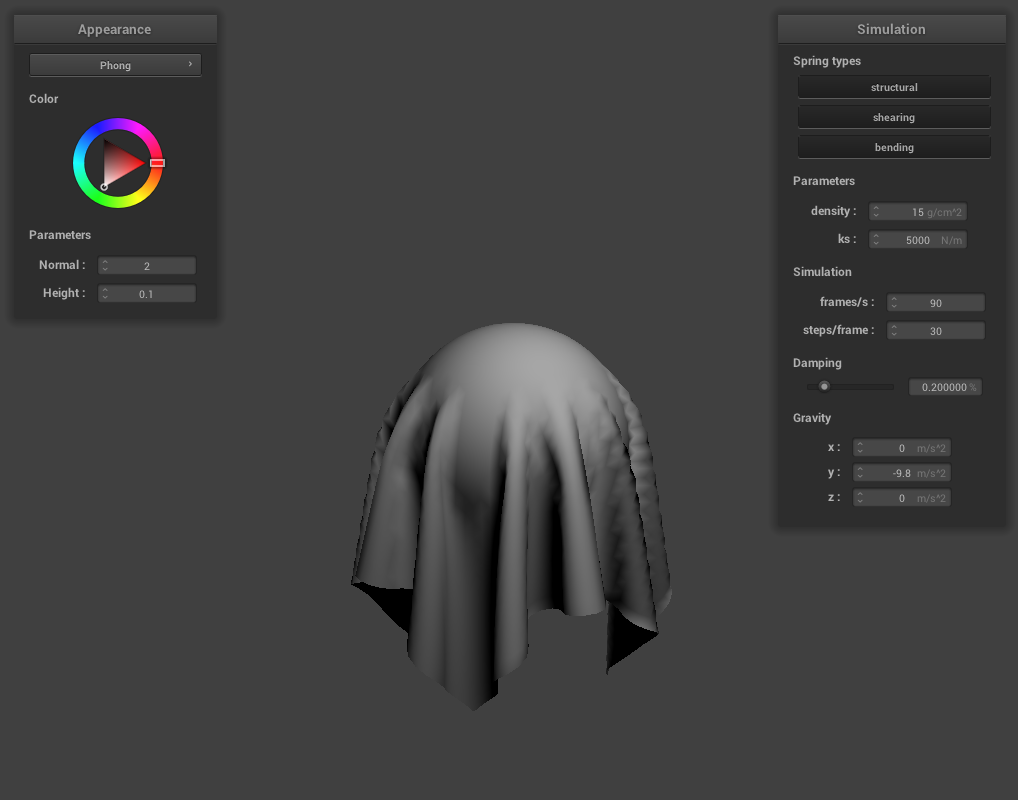 Appearance
Phong
Color
Parameters
Normal : 2
Height : 0.1
Simulation
Spring types
structural
shearing
bending
Parameters
density : 15 g/cm^2
ks : 5000 N/m
Simulation
frames/s : 90
steps/frame : 30
Damping
0.200000 %
Gravity
x : 0 m/s^2
y : -9.8 m/s^2
z : 0 m/s^2